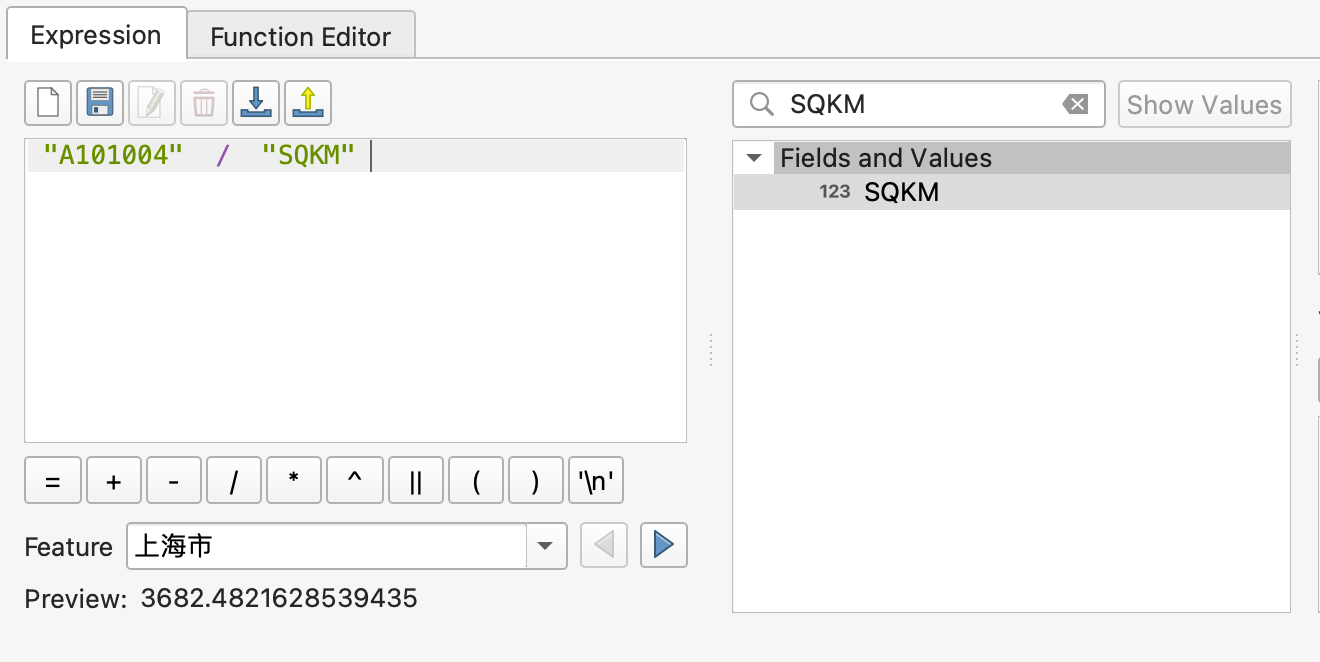 Expression Function Editor
SQKM Show Values
"A101004" / "SQKM"
Fields and Values
123 SQKM
= + - / * ^ || ( ) '\n'
Feature 上海市
Preview: 3682.4821628539435